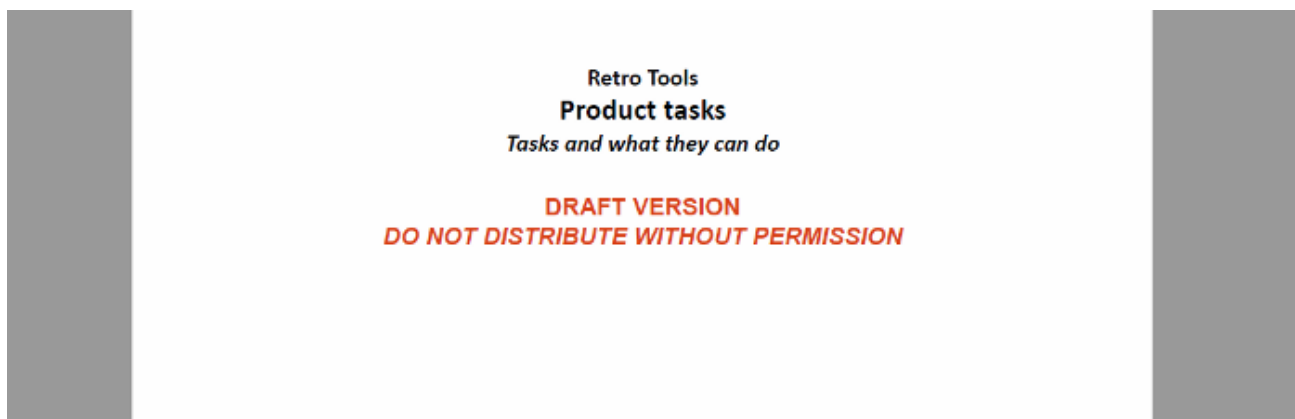 Retro Tools
Product tasks
Tasks and what they can do
DRAFT VERSION
DO NOT DISTRIBUTE WITHOUT PERMISSION